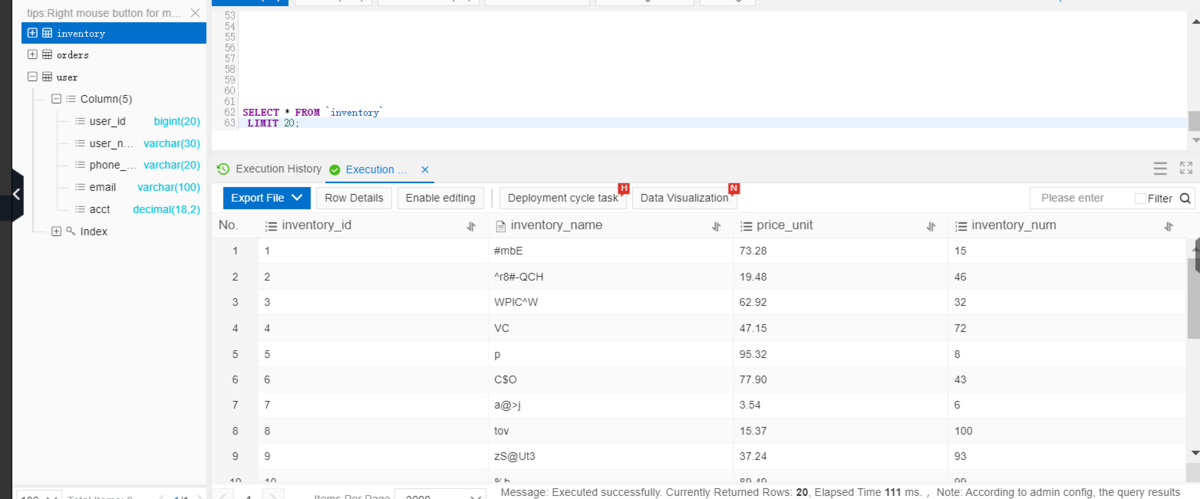 tips:Right mouse button for m...
inventory
orders
user
Column(5)
user_id bigint(20)
user_n... varchar(30)
phone_... varchar(20)
email varchar(100)
acct decimal(18,2)
Index
53
54
55
56
57
58
59
60
61
62 SELECT * FROM `inventory`
63 LIMIT 20;
Execution History Execution ...
Export File Row Details Enable editing Deployment cycle task H Data Visualization N Please enter Filter
No. inventory_id inventory_name price_unit inventory_num
1 1 #mbE 73.28 15
2 2 ^r8#-QCH 19.48 46
3 3 WPIC^W 62.92 32
4 4 VC 47.15 72
5 5 p 95.32 8
6 6 C$O 77.90 43
7 7 a@>j 3.54 6
8 8 tov 15.37 100
9 9 zS@Ut3 37.24 93
10 10
1 Items Per Page
Message: Executed successfully. Currently Returned Rows: 20, Elapsed Time 111 ms. , Note: According to admin config, the query results